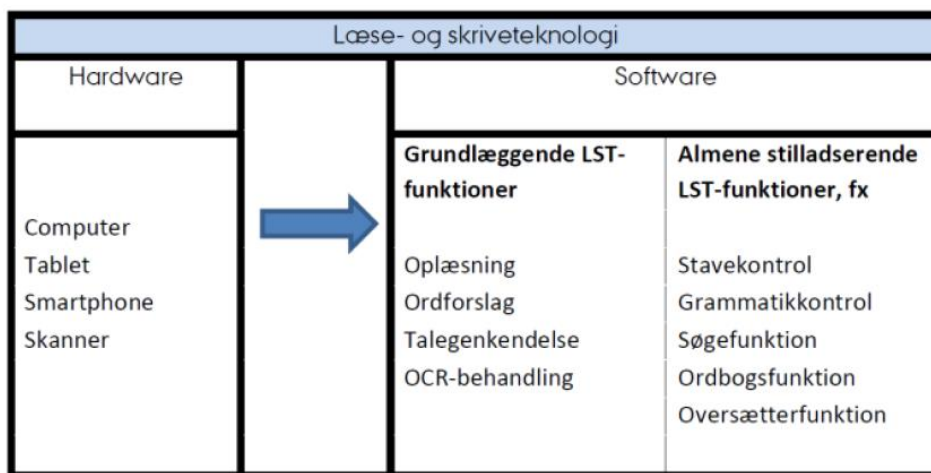 Læse- og skriveteknologi
Hardware
Software
Computer
Tablet
Smartphone
Skanner
Grundlæggende LST-
funktioner
Oplæsning
Ordforslag
Talegenkendelse
OCR-behandling
Almene stilladserende
LST-funktioner, fx
Stavekontrol
Grammatikkontrol
Søgefunktion
Ordbogsfunktion
Oversætterfunktion